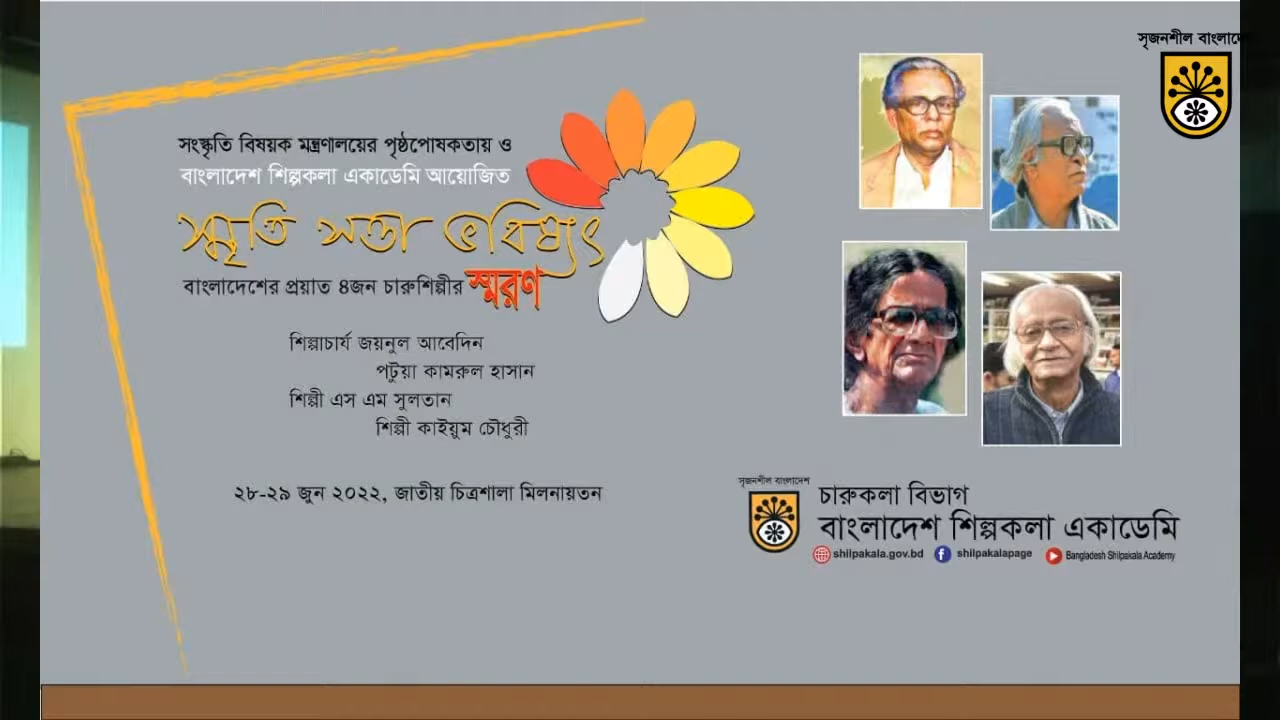 সৃজনশীল বাংলাদে
সংস্কৃতি বিষয়ক মন্ত্রণালয়ের পৃষ্ঠপোষকতায় ও
বাংলাদেশ শিল্পকলা একাডেমি আয়োজিত
স্মৃতি সত্তা ভবিষ্যৎ
বাংলাদেশের প্রয়াত ৪জন চারুশিল্পীর স্মরণ
শিল্পাচার্য জয়নুল আবেদিন
পটুয়া কামরুল হাসান
শিল্পী এস এম সুলতান
শিল্পী কাইয়ুম চৌধুরী
২৮-২৯ জুন ২০২২, জাতীয় চিত্রশালা মিলনায়তন
সৃজনশীল বাংলাদেশ
চারুকলা বিভাগ
বাংলাদেশ শিল্পকলা একাডেমি
shilpakala.gov.bd shilpakalapage Bangladesh Shilpakala Academy